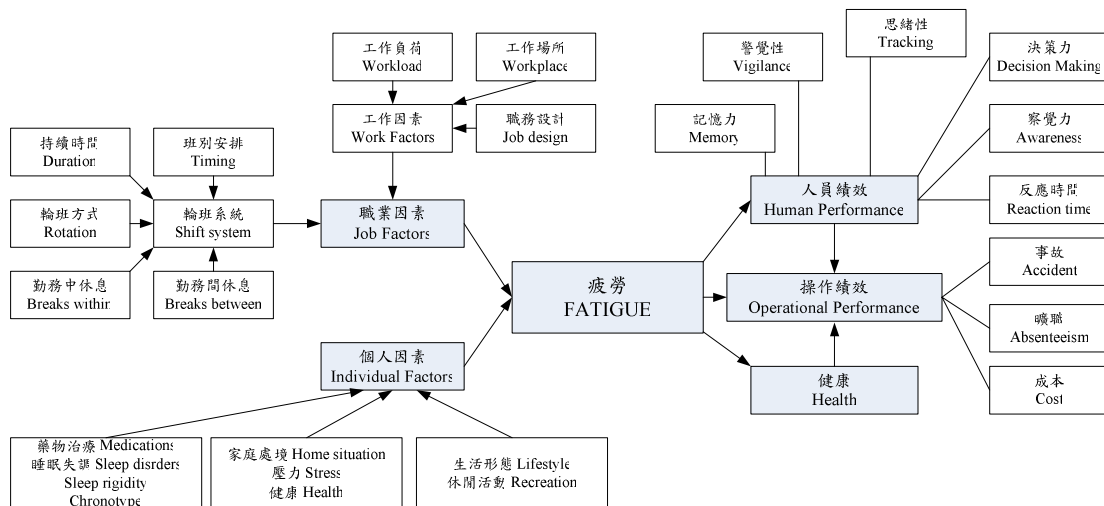 工作負荷
Workload
工作場所
Workplace
工作因素
Work Factors
職務設計
Job design
持續時間
Duration
班別安排
Timing
輪班方式
Rotation
輪班系統
Shift system
勤務中休息
Breaks within
勤務間休息
Breaks between
職業因素
Job Factors
個人因素
Individual Factors
藥物治療 Medications
睡眠失調 Sleep disrders
Sleep rigidity
Chronotype
家庭處境 Home situation
壓力 Stress
健康 Health
生活形態 Lifestyle
休閒活動 Recreation
疲勞
FATIGUE
記憶力
Memory
警覺性
Vigilance
思緒性
Tracking
決策力
Decision Making
察覺力
Awareness
反應時間
Reaction time
人員績效
Human Performance
操作績效
Operational Performance
健康
Health
事故
Accident
曠職
Absenteeism
成本
Cost